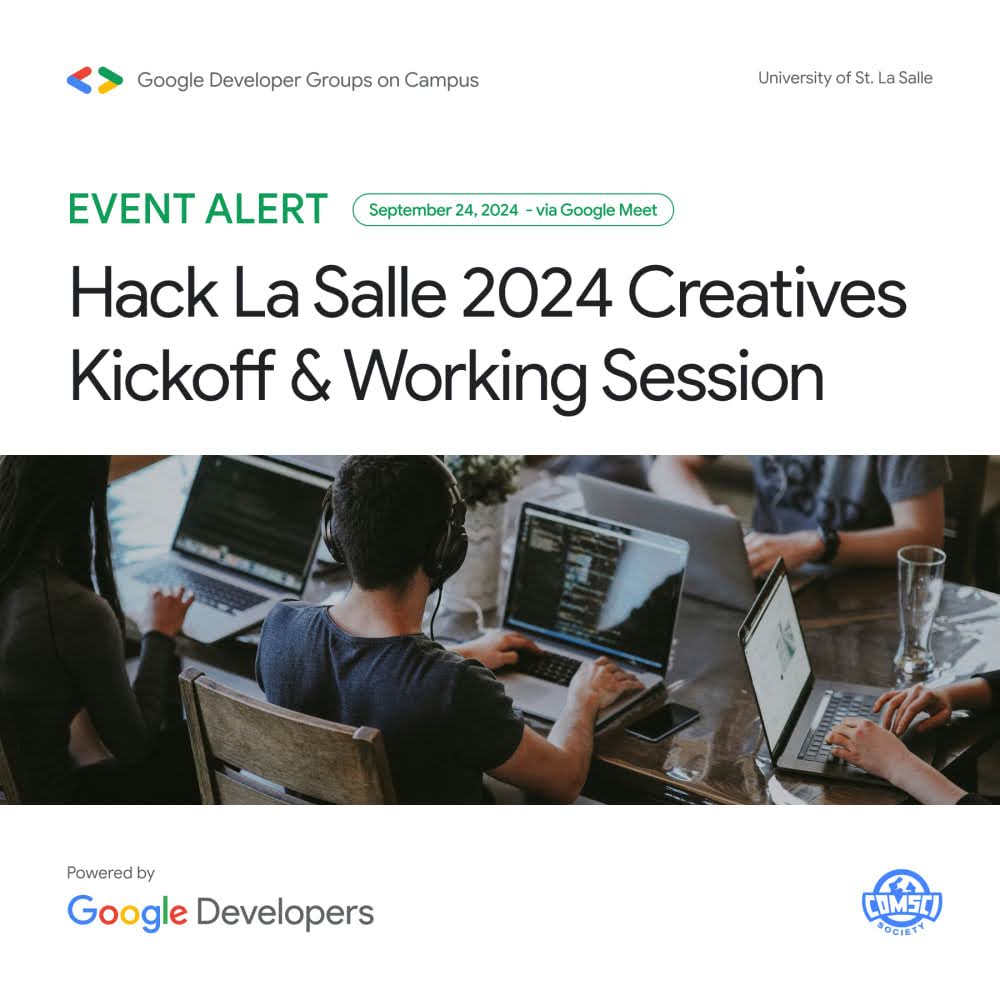 Google Developer Groups on Campus
University of St. La Salle
EVENT ALERT
September 24, 2024 - via Google Meet
Hack La Salle 2024 Creatives
Kickoff & Working Session
Powered by
Google Developers
COMSCI
SOCIETY